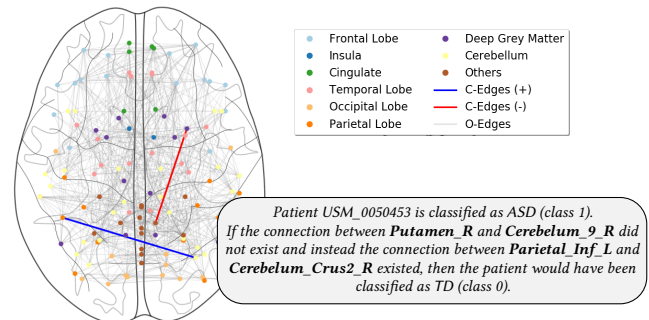 Frontal Lobe
Insula
Cingulate
Temporal Lobe
Occipital Lobe
Parietal Lobe
Deep Grey Matter
Cerebellum
Others
C-Edges (+)
C-Edges (-)
O-Edges
Patient USM_0050453 is classified as ASD (class 1).
If the connection between Putamen_R and Cerebelum_9_R did
not exist and instead the connection between Parietal_Inf_L and
Cerebelum_Crus2_R existed, then the patient would have been
classified as TD (class 0).